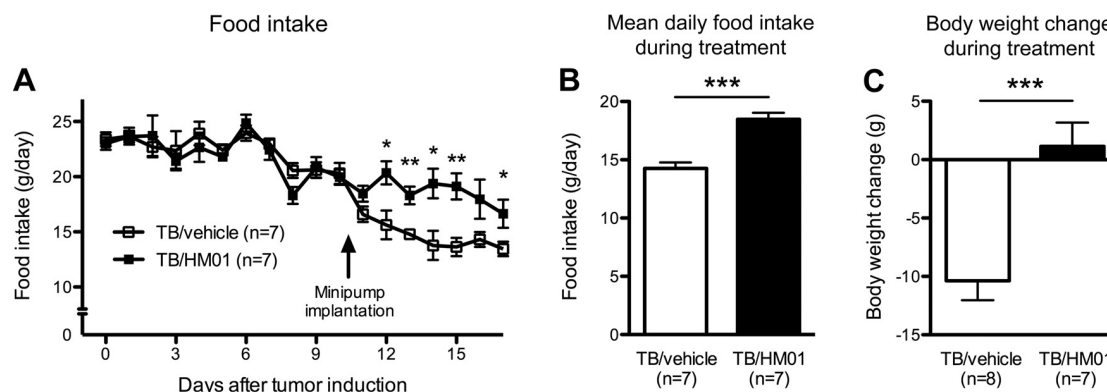 Food intake
A
Food intake (g/day)
25
20
15
10
0
TB/vehicle (n=7)
TB/HM01 (n=7)
Minipump
implantation
* ** * ** *
0 3 6 9 12 15
Days after tumor induction
Mean daily food intake
during treatment
B
***
Food intake (g/day)
20
15
10
5
0
TB/vehicle
(n=7)
TB/HM01
(n=7)
Body weight change
during treatment
C
***
Body weight change (g)
5
0
-5
-10
-15
TB/vehicle
(n=8)
TB/HM01
(n=7)